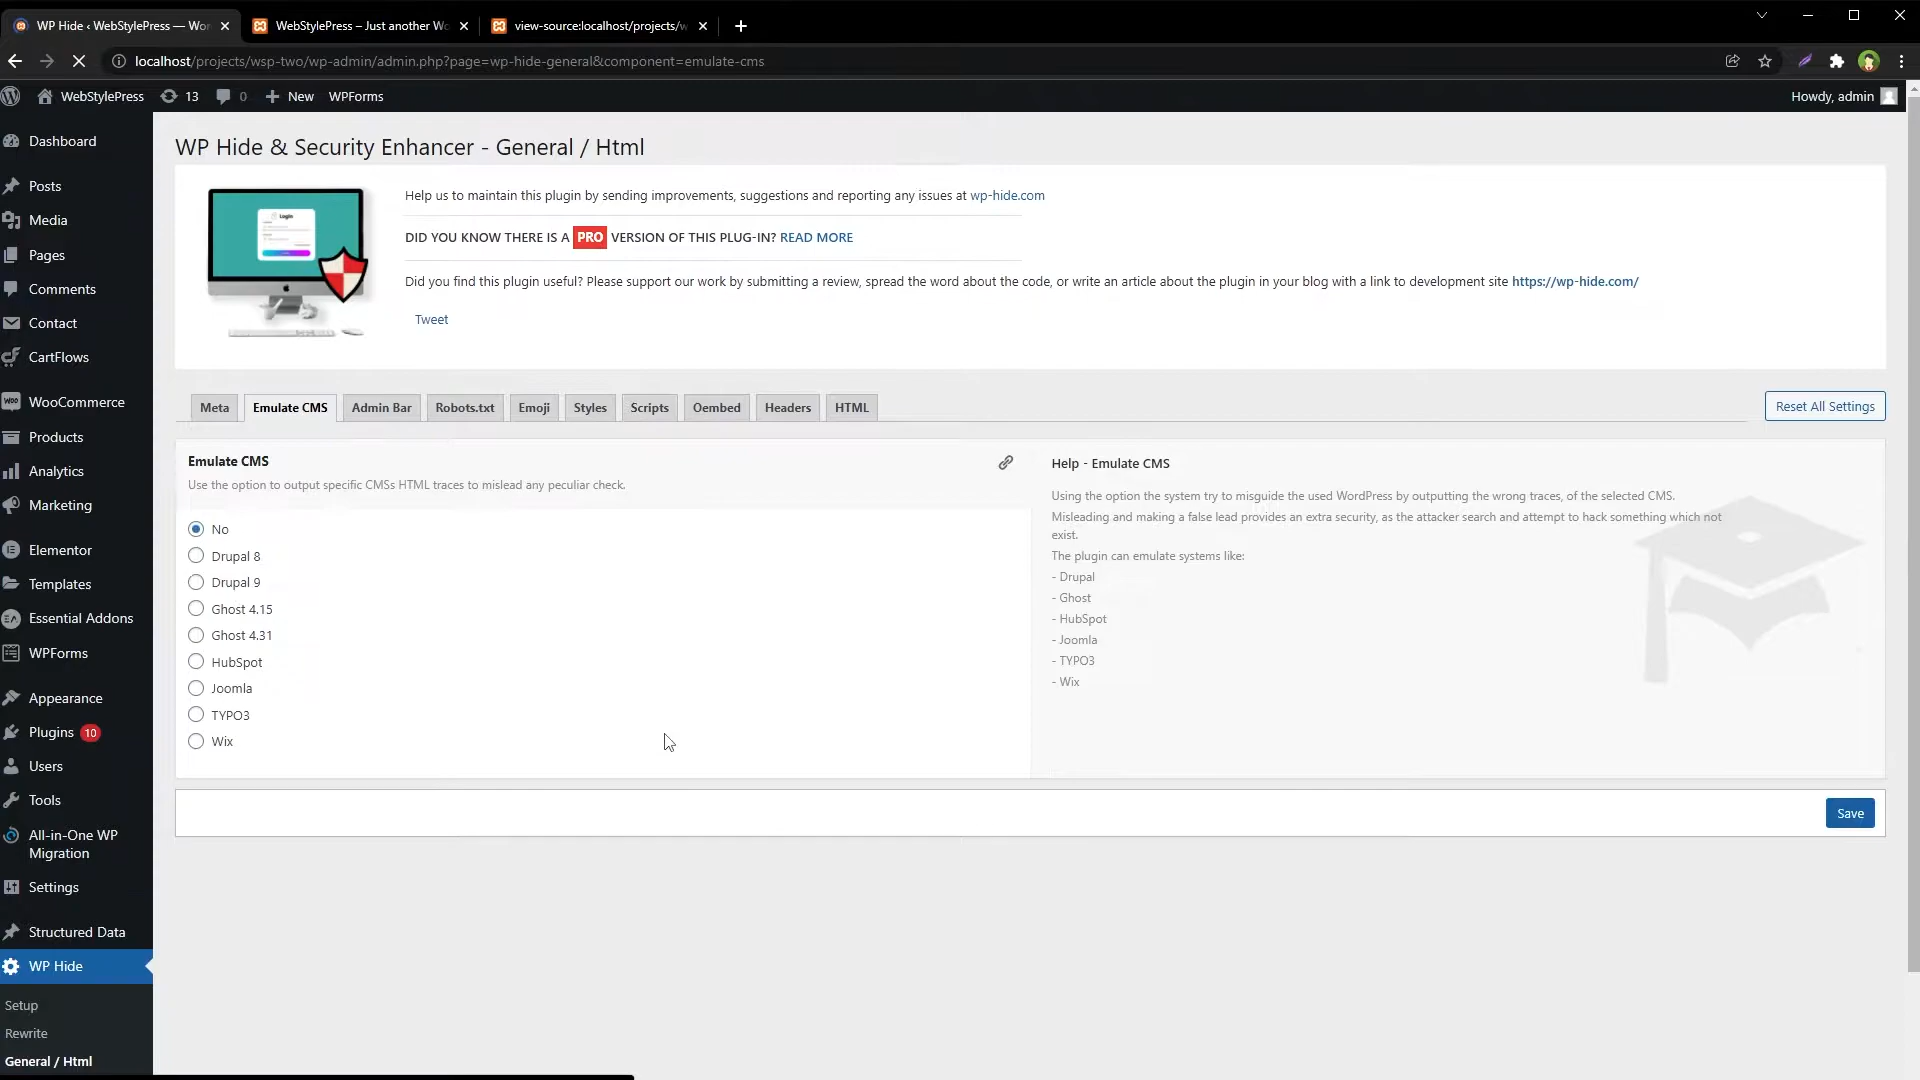 WP Hide ‹ WebStylePress — Wor
WebStylePress – Just another Wo
view-source:localhost/projects/w
localhost/projects/wsp-two/wp-admin/admin.php?page=wp-hide-general&component=emulate-cms
WebStylePress
13
0
New
WPForms
Howdy, admin
Dashboard
Posts
Media
Pages
Comments
Contact
CartFlows
WooCommerce
Products
Analytics
Marketing
Elementor
Templates
Essential Addons
WPForms
Appearance
Plugins 10
Users
Tools
All-in-One WP
Migration
Settings
Structured Data
WP Hide
Setup
Rewrite
General / Html
WP Hide & Security Enhancer - General / Html
Login
Help us to maintain this plugin by sending improvements, suggestions and reporting any issues at wp-hide.com
DID YOU KNOW THERE IS A PRO VERSION OF THIS PLUG-IN? READ MORE
Did you find this plugin useful? Please support our work by submitting a review, spread the word about the code, or write an article about the plugin in your blog with a link to development site https://wp-hide.com/
Tweet
Meta
Emulate CMS
Admin Bar
Robots.txt
Emoji
Styles
Scripts
Oembed
Headers
HTML
Reset All Settings
Emulate CMS
Use the option to output specific CMSs HTML traces to mislead any peculiar check.
No
Drupal 8
Drupal 9
Ghost 4.15
Ghost 4.31
HubSpot
Joomla
TYPO3
Wix
Help - Emulate CMS
Using the option the system try to misguide the used WordPress by outputting the wrong traces, of the selected CMS.
Misleading and making a false lead provides an extra security, as the attacker search and attempt to hack something which not
exist.
The plugin can emulate systems like:
- Drupal
- Ghost
- HubSpot
- Joomla
- TYPO3
- Wix
Save